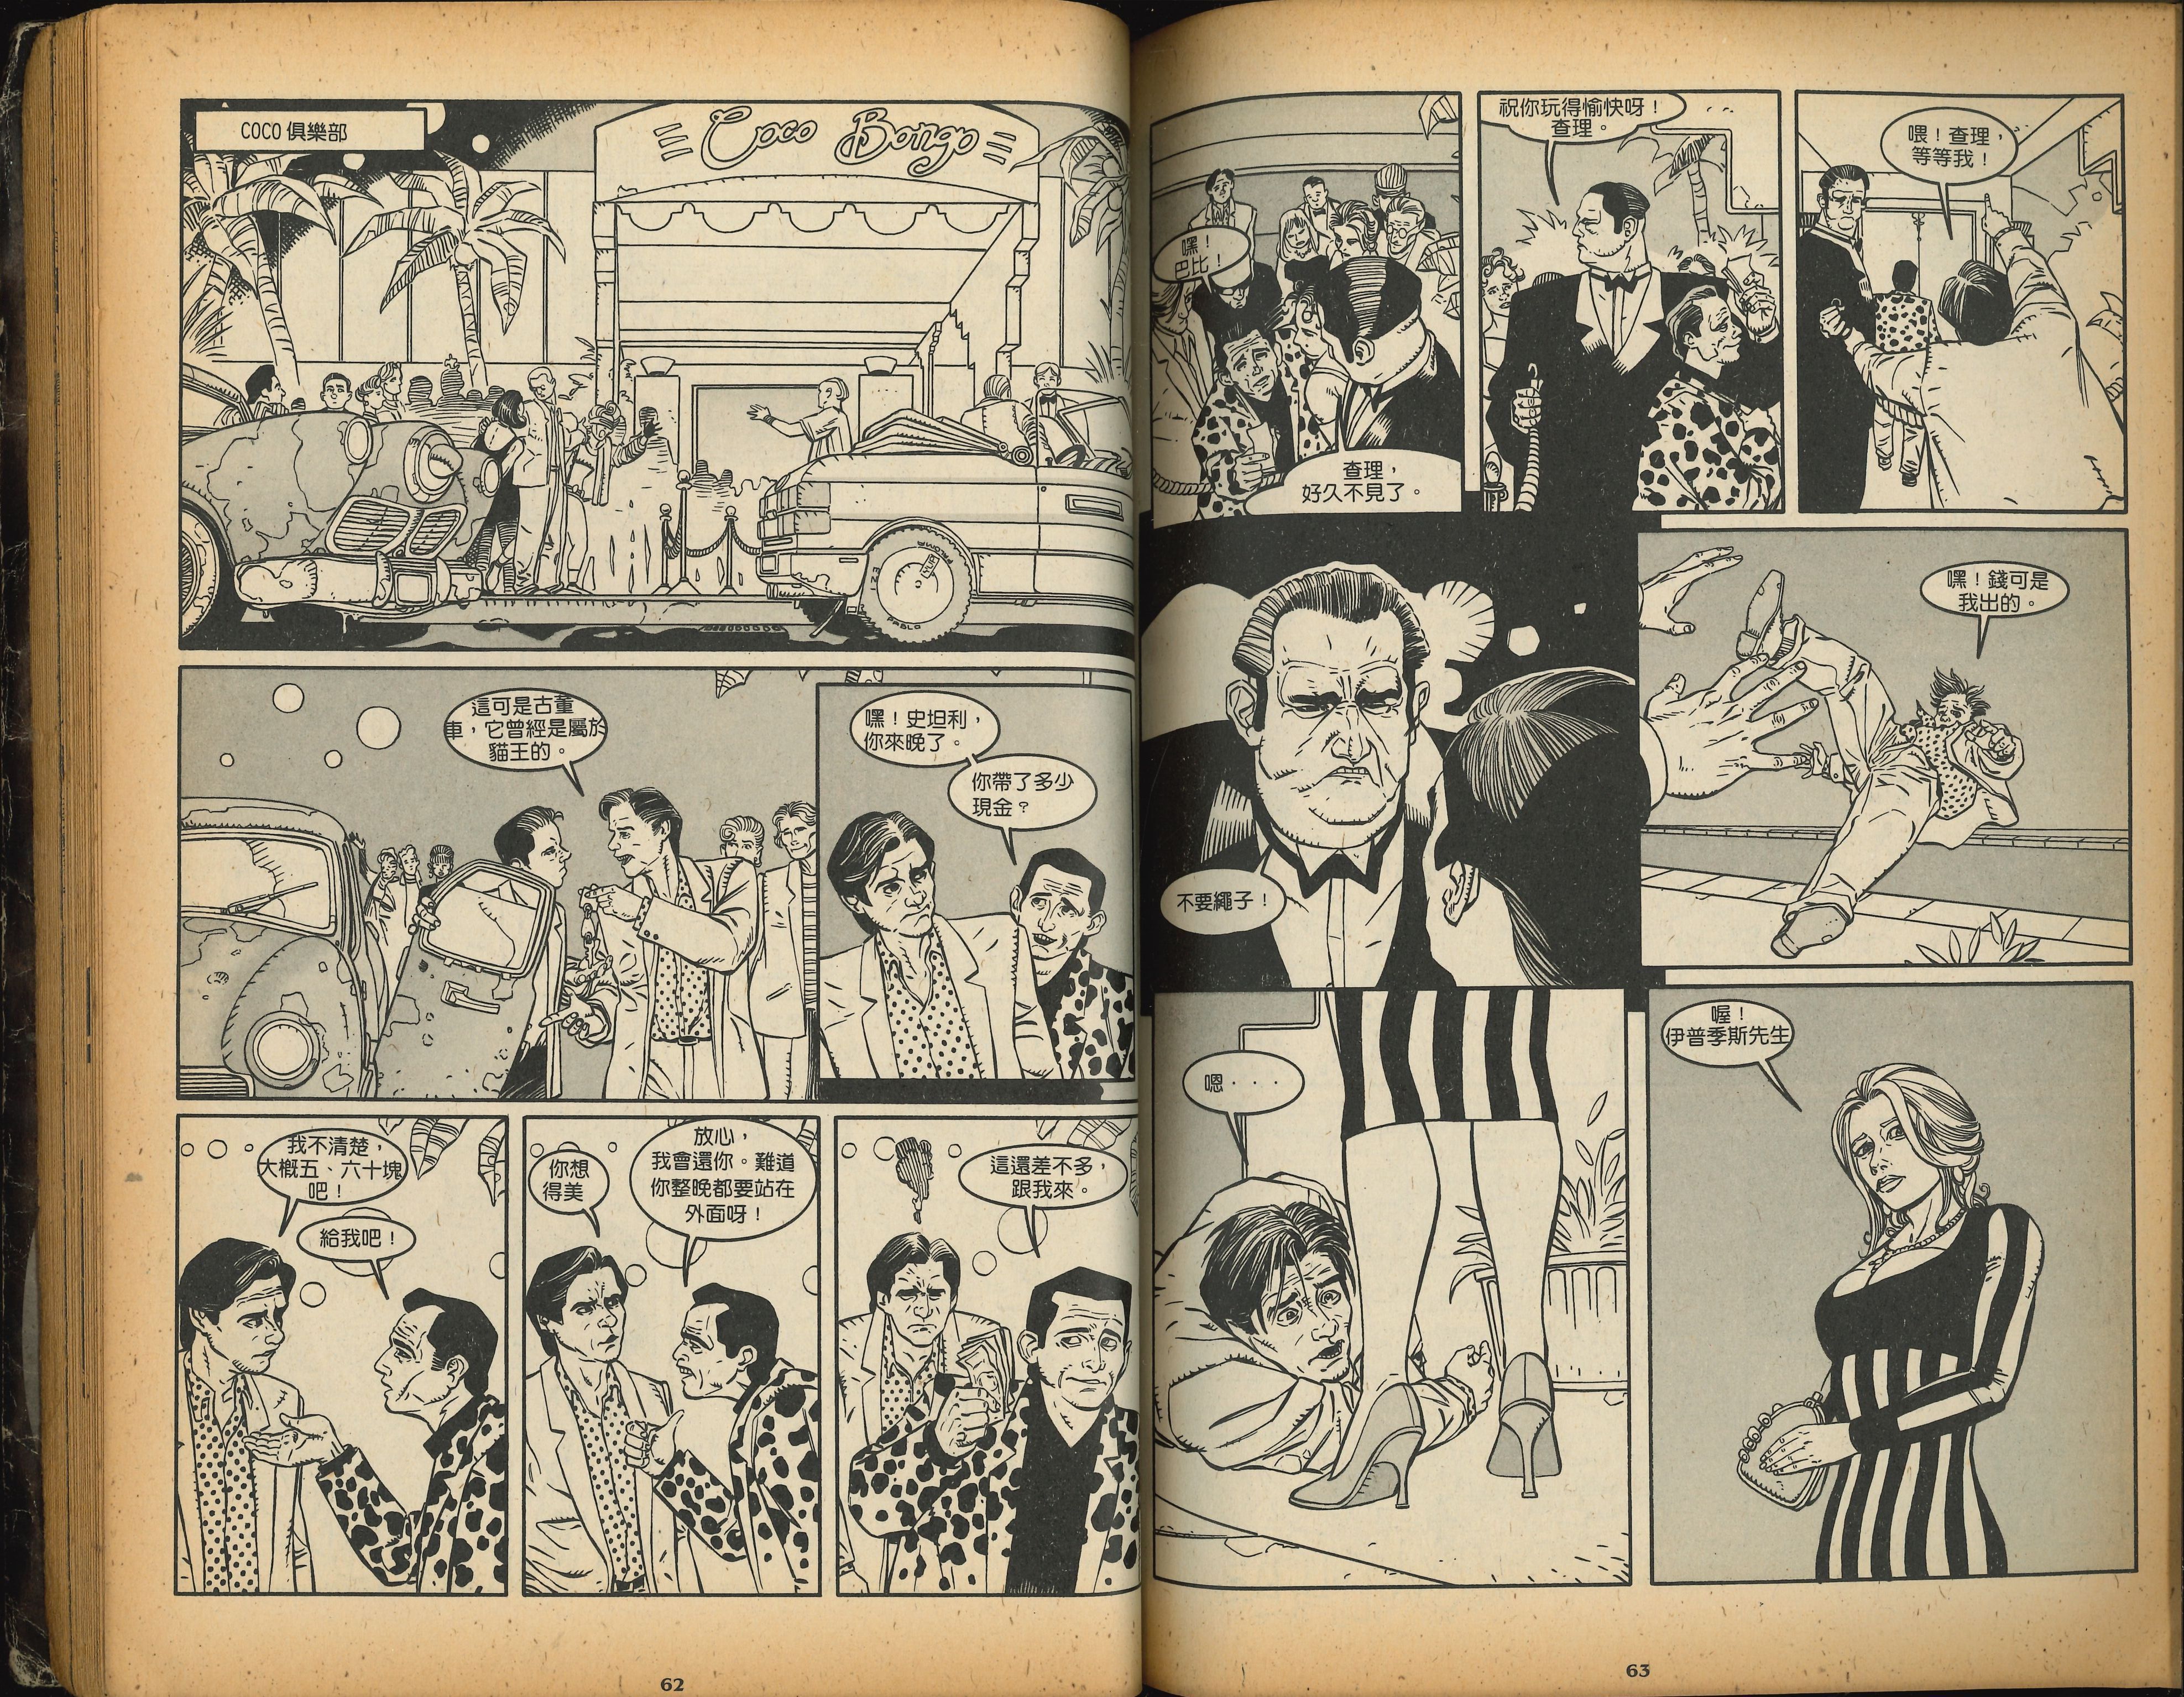 COCO 俱樂部
Coco Bongo
EZI
PALOMA
YURI
PABLO
這可是古董
車，它曾經是屬於
貓王的。
嘿！史坦利，
你來晚了。
你帶了多少
現金？
我不清楚，
大概五、六十塊
吧！
給我吧！
你想
得美
放心，
我會還你。難道
你整晚都要站在
外面呀！
這還差不多，
跟我來。
62
嘿！
巴比！
查理，
好久不見了。
祝你玩得愉快呀！
查理。
喂！查理，
等等我！
不要繩子！
嘿！錢可是
我出的。
嗯···
喔！
伊普季斯先生
63